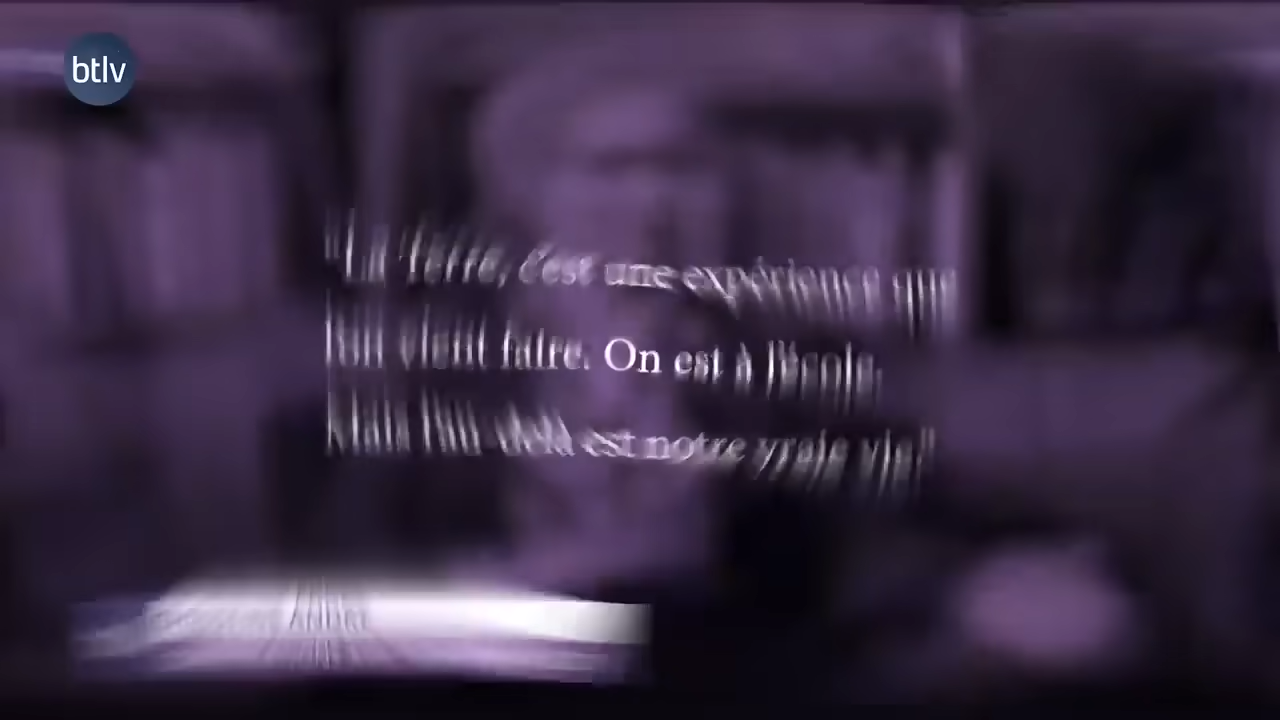 btlv
"La Terre, c'est une expérience que
l'on vient faire. On est à l'école.
Mais l'au-delà est notre vraie vie"
ANDRÉ